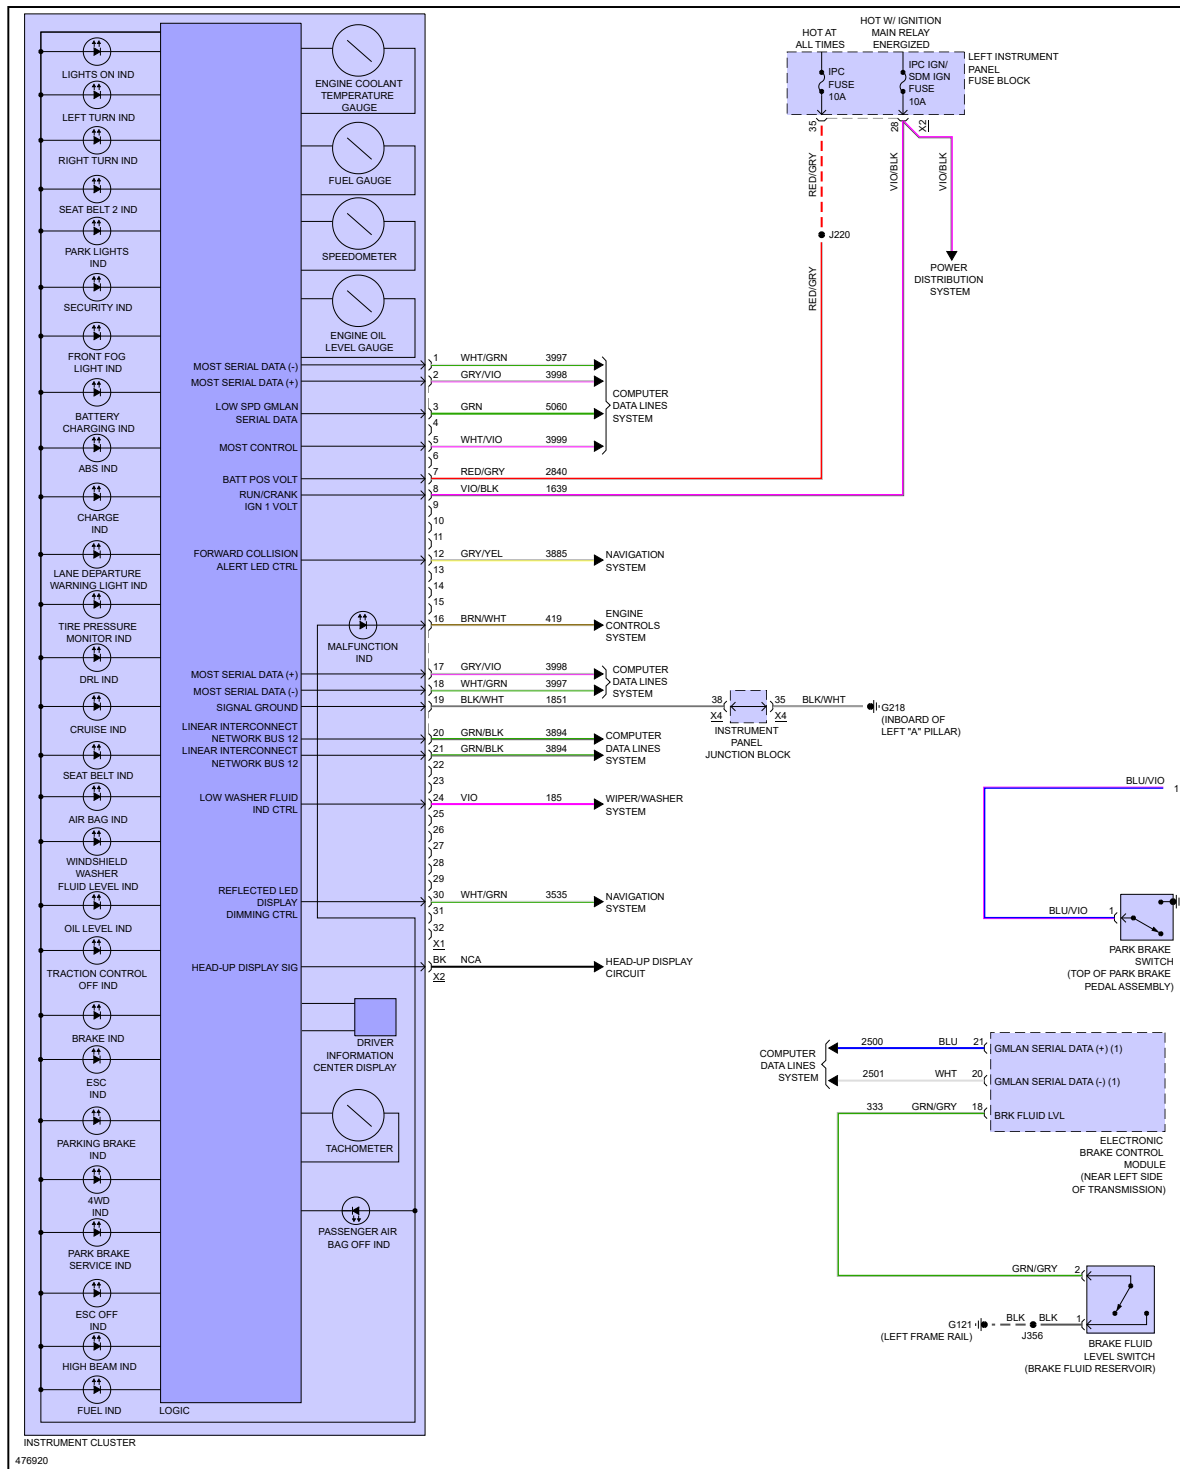 HOT AT
ALL TIMES
HOT W/ IGNITION
MAIN RELAY
ENERGIZED
LEFT INSTRUMENT
PANEL
FUSE BLOCK
IPC
FUSE
10A
IPC IGN/
SDM IGN
FUSE
10A
35
28
X2
RED/GRY
VIO/BLK
VIO/BLK
J220
RED/GRY
POWER
DISTRIBUTION
SYSTEM
LIGHTS ON IND
LEFT TURN IND
RIGHT TURN IND
SEAT BELT 2 IND
PARK LIGHTS
IND
SECURITY IND
FRONT FOG
LIGHT IND
BATTERY
CHARGING IND
ABS IND
CHARGE
IND
LANE DEPARTURE
WARNING LIGHT IND
TIRE PRESSURE
MONITOR IND
DRL IND
CRUISE IND
SEAT BELT IND
AIR BAG IND
WINDSHIELD
WASHER
FLUID LEVEL IND
OIL LEVEL IND
TRACTION CONTROL
OFF IND
BRAKE IND
ESC
IND
PARKING BRAKE
IND
4WD
IND
PARK BRAKE
SERVICE IND
ESC OFF
IND
HIGH BEAM IND
FUEL IND
LOGIC
ENGINE COOLANT
TEMPERATURE
GAUGE
FUEL GAUGE
SPEEDOMETER
ENGINE OIL
LEVEL GAUGE
MOST SERIAL DATA (-)
MOST SERIAL DATA (+)
LOW SPD GMLAN
SERIAL DATA
MOST CONTROL
BATT POS VOLT
RUN/CRANK
IGN 1 VOLT
FORWARD COLLISION
ALERT LED CTRL
MALFUNCTION
IND
MOST SERIAL DATA (+)
MOST SERIAL DATA (-)
SIGNAL GROUND
LINEAR INTERCONNECT
NETWORK BUS 12
LINEAR INTERCONNECT
NETWORK BUS 12
LOW WASHER FLUID
IND CTRL
REFLECTED LED
DISPLAY
DIMMING CTRL
HEAD-UP DISPLAY SIG
DRIVER
INFORMATION
CENTER DISPLAY
TACHOMETER
PASSENGER AIR
BAG OFF IND
1 WHT/GRN 3997
2 GRY/VIO 3998
3 GRN 5060
4
5 WHT/VIO 3999
6
7 RED/GRY 2840
8 VIO/BLK 1639
9
10
11
12 GRY/YEL 3885
13
14
15
16 BRN/WHT 419
17 GRY/VIO 3998
18 WHT/GRN 3997
19 BLK/WHT 1851
20 GRN/BLK 3894
21 GRN/BLK 3894
22
23
24 VIO 185
25
26
27
28
29
30 WHT/GRN 3535
31
32
X1
BK NCA
X2
COMPUTER
DATA LINES
SYSTEM
NAVIGATION
SYSTEM
ENGINE
CONTROLS
SYSTEM
COMPUTER
DATA LINES
SYSTEM
COMPUTER
DATA LINES
SYSTEM
WIPER/WASHER
SYSTEM
NAVIGATION
SYSTEM
HEAD-UP DISPLAY
CIRCUIT
38
X4
35
X4
BLK/WHT
INSTRUMENT
PANEL
JUNCTION BLOCK
G218
(INBOARD OF
LEFT "A" PILLAR)
BLU/VIO 1
BLU/VIO 1
PARK BRAKE
SWITCH
(TOP OF PARK BRAKE
PEDAL ASSEMBLY)
COMPUTER
DATA LINES
SYSTEM
2500 BLU 21
2501 WHT 20
333 GRN/GRY 18
GMLAN SERIAL DATA (+) (1)
GMLAN SERIAL DATA (-) (1)
BRK FLUID LVL
ELECTRONIC
BRAKE CONTROL
MODULE
(NEAR LEFT SIDE
OF TRANSMISSION)
GRN/GRY 2
G121
(LEFT FRAME RAIL)
BLK
J356
BLK 1
BRAKE FLUID
LEVEL SWITCH
(BRAKE FLUID RESERVOIR)
INSTRUMENT CLUSTER
476920